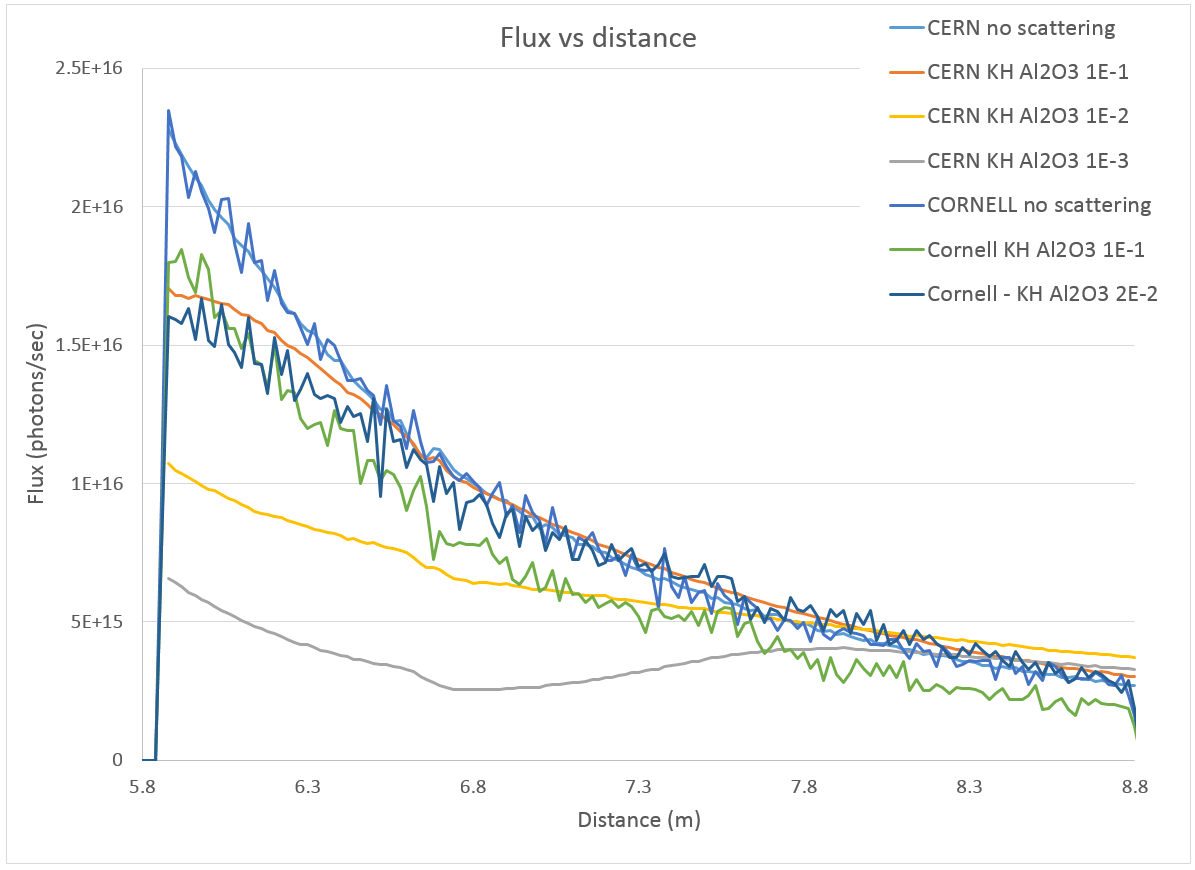 Flux vs distance
CERN no scattering
CERN KH Al2O3 1E-1
CERN KH Al2O3 1E-2
CERN KH Al2O3 1E-3
CORNELL no scattering
Cornell KH Al2O3 1E-1
Cornell - KH Al2O3 2E-2
Flux (photons/sec)
2.5E+16
2E+16
1.5E+16
1E+16
5E+15
0
5.8 6.3 6.8 7.3 7.8 8.3 8.8
Distance (m)